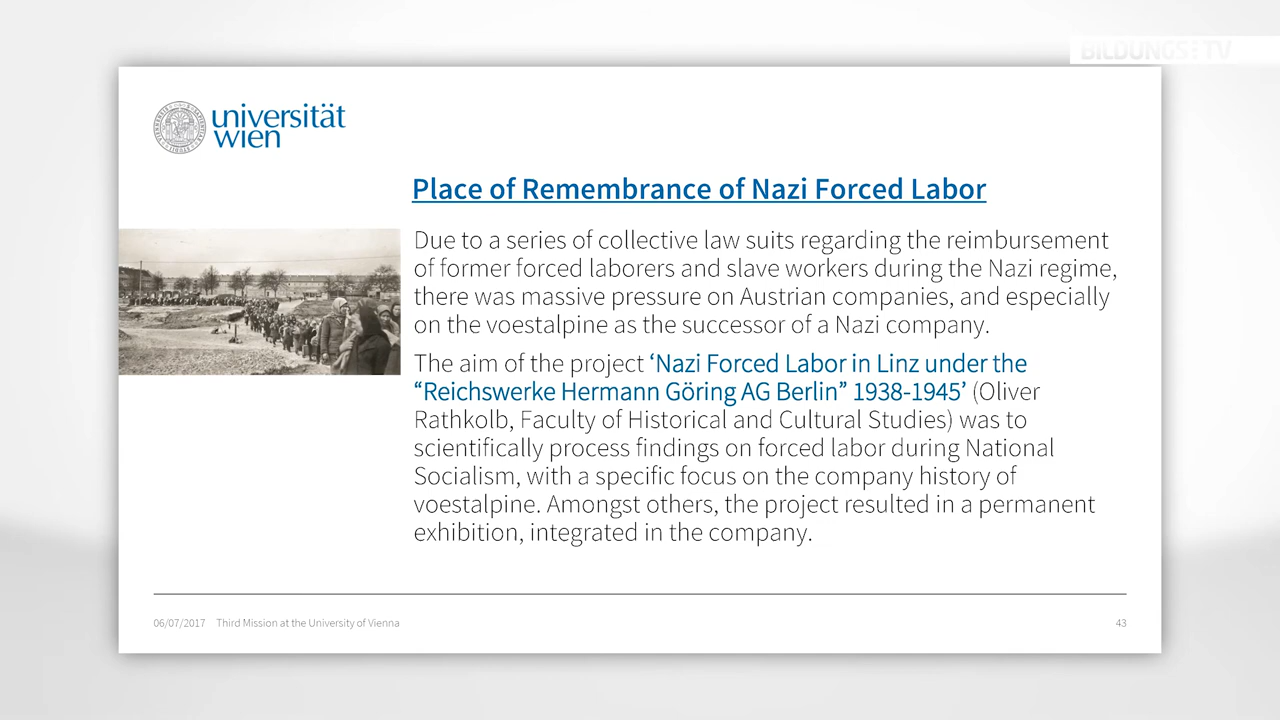 BILDUNGS:TV
universität
wien
Place of Remembrance of Nazi Forced Labor
Due to a series of collective law suits regarding the reimbursement
of former forced laborers and slave workers during the Nazi regime,
there was massive pressure on Austrian companies, and especially
on the voestalpine as the successor of a Nazi company.
The aim of the project ‘Nazi Forced Labor in Linz under the
“Reichswerke Hermann Göring AG Berlin” 1938-1945’ (Oliver
Rathkolb, Faculty of Historical and Cultural Studies) was to
scientifically process findings on forced labor during National
Socialism, with a specific focus on the company history of
voestalpine. Amongst others, the project resulted in a permanent
exhibition, integrated in the company.
06/07/2017 Third Mission at the University of Vienna 43